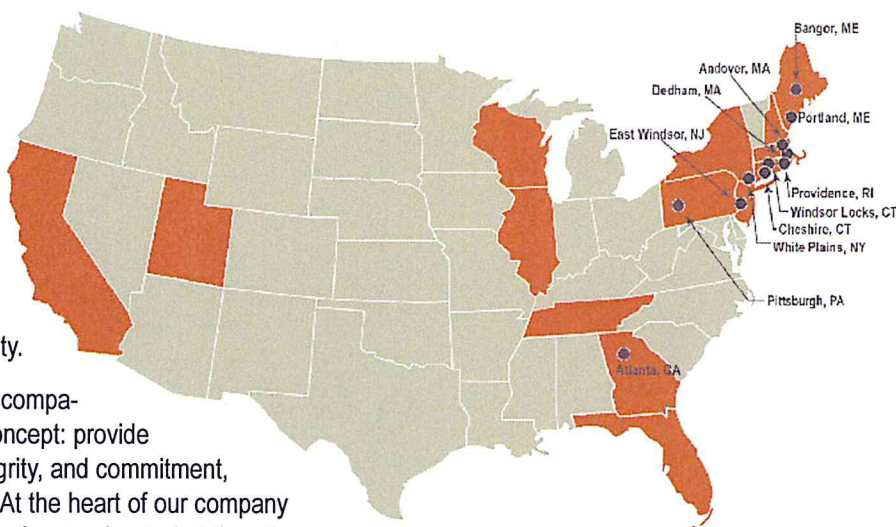 Bangor, ME
Andover, MA
Dedham, MA
Portland, ME
East Windsor, NJ
Providence, RI
Windsor Locks, CT
Cheshire, CT
White Plains, NY
Pittsburgh, PA
Atlanta, GA
ty.
compa-
oncept: provide
grity, and commitment,
At the heart of our company